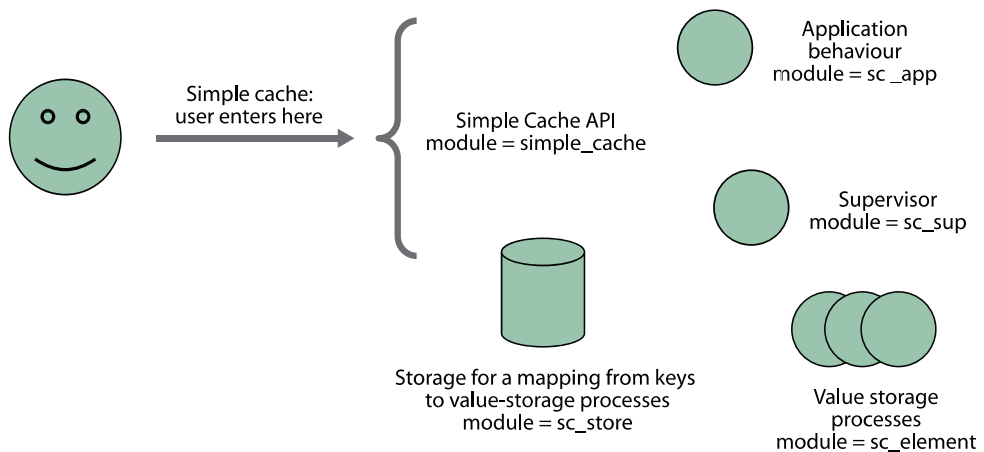 Simple cache:
user enters here
Simple Cache API
module = simple_cache
Application
behaviour
module = sc _app
Supervisor
module = sc_sup
Storage for a mapping from keys
to value-storage processes
module = sc_store
Value storage
processes
module = sc_element